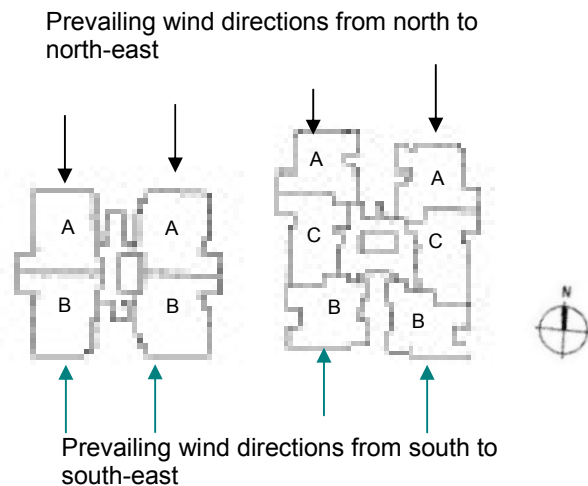 Prevailing wind directions from north to
north-east
A
A
A
A
C
C
B
B
B
B
N
Prevailing wind directions from south to
south-east